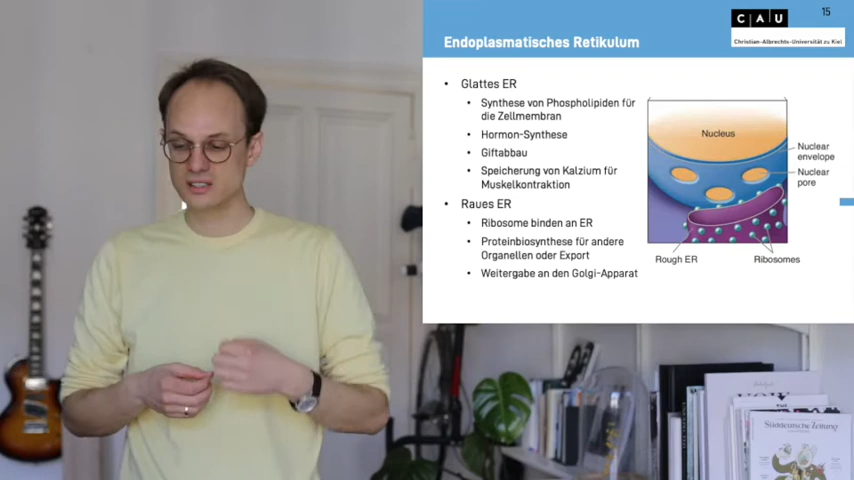 15
C A U
Christian-Albrechts-Universität zu Kiel
Endoplasmatisches Retikulum
• Glattes ER
• Synthese von Phospholipiden für
die Zellmembran
• Hormon-Synthese
• Giftabbau
• Speicherung von Kalzium für
Muskelkontraktion
• Raues ER
• Ribosome binden an ER
• Proteinbiosynthese für andere
Organellen oder Export
• Weitergabe an den Golgi-Apparat
Nucleus
Nuclear
envelope
Nuclear
pore
Rough ER
Ribosomes
Süddeutsche Zeitung